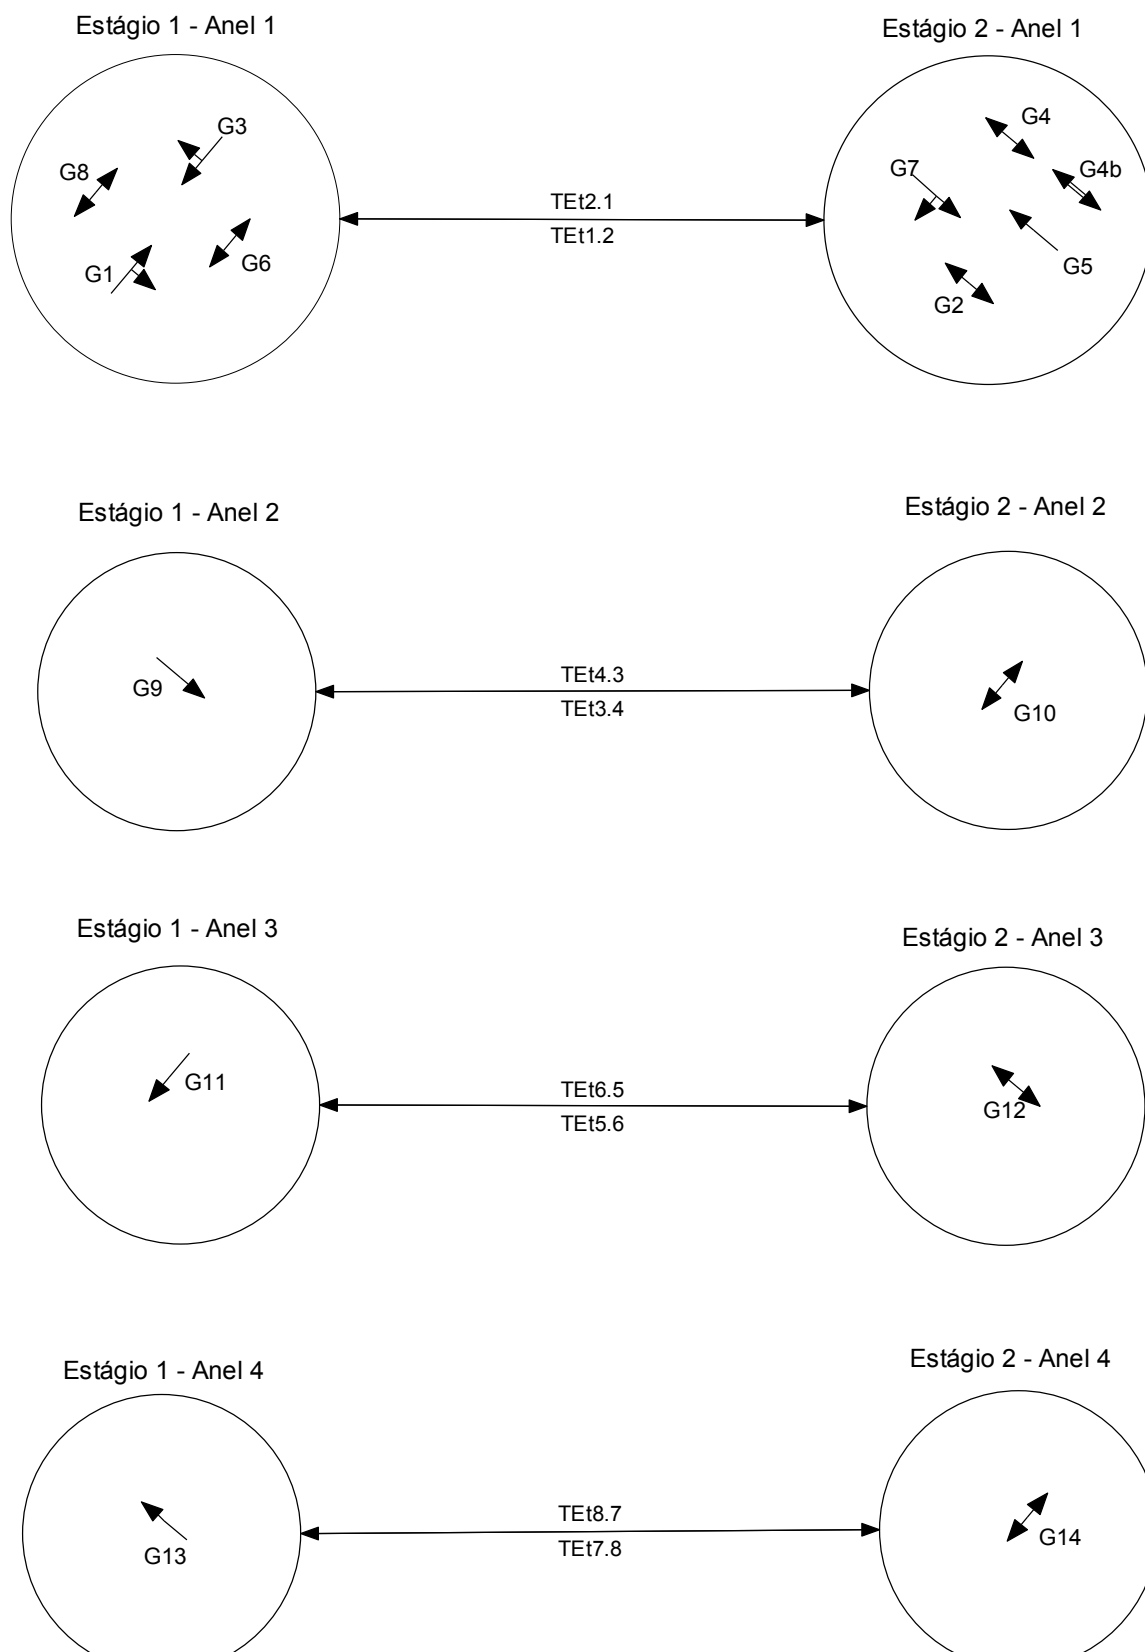 Estágio 1 - Anel 1
Estágio 2 - Anel 1
G3
G8
G1
G6
TEt2.1
TEt1.2
G4
G7
G4b
G5
G2
Estágio 1 - Anel 2
Estágio 2 - Anel 2
G9
TEt4.3
TEt3.4
G10
Estágio 1 - Anel 3
Estágio 2 - Anel 3
G11
TEt6.5
TEt5.6
G12
Estágio 1 - Anel 4
Estágio 2 - Anel 4
G13
TEt8.7
TEt7.8
G14